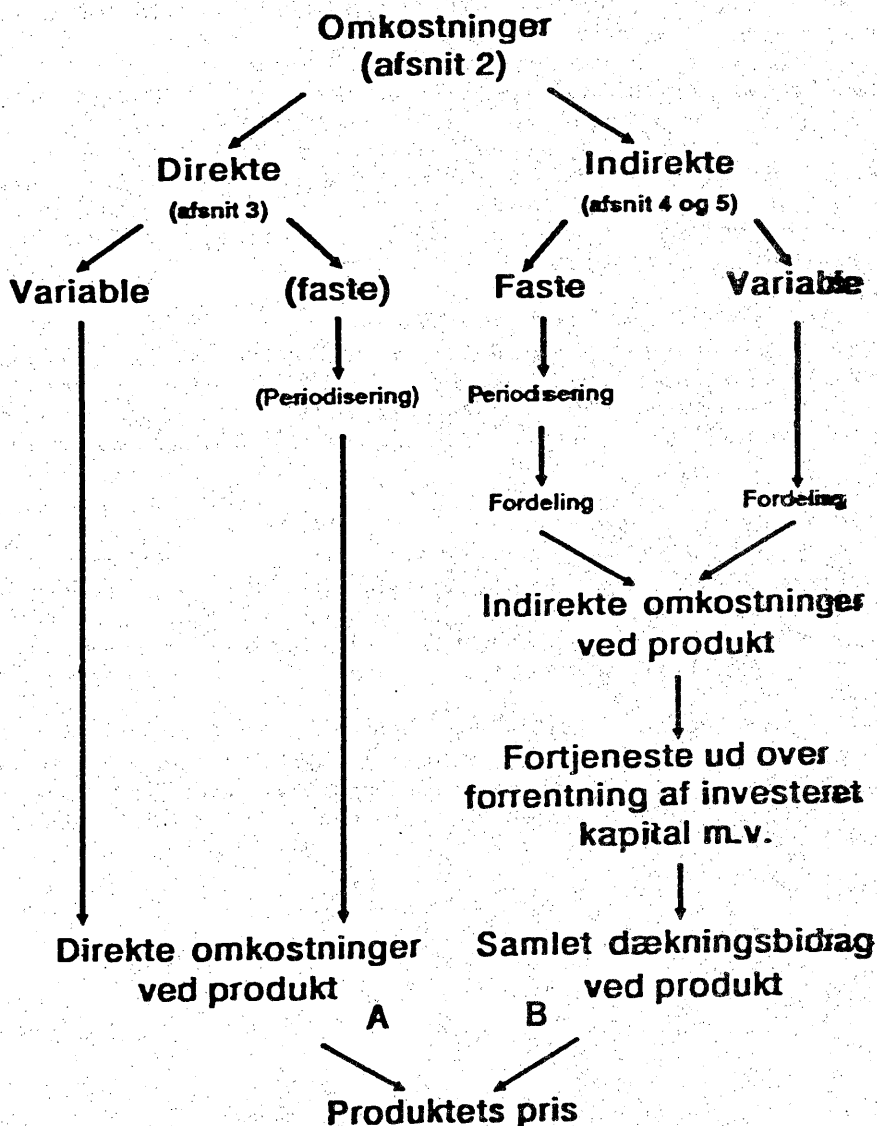 Omkostninger
(afsnit 2)
Direkte
(afsnit 3)
Indirekte
(afsnit 4 og 5)
Variable
(faste)
Faste
Variable
(Periodisering)
Periodisering
Fordeling
Fordeling
Indirekte omkostninger
ved produkt
Fortjeneste ud over
forrentning af investeret
kapital m.v.
Direkte omkostninger
ved produkt
Samlet dækningsbidrag
ved produkt
A
B
Produktets pris